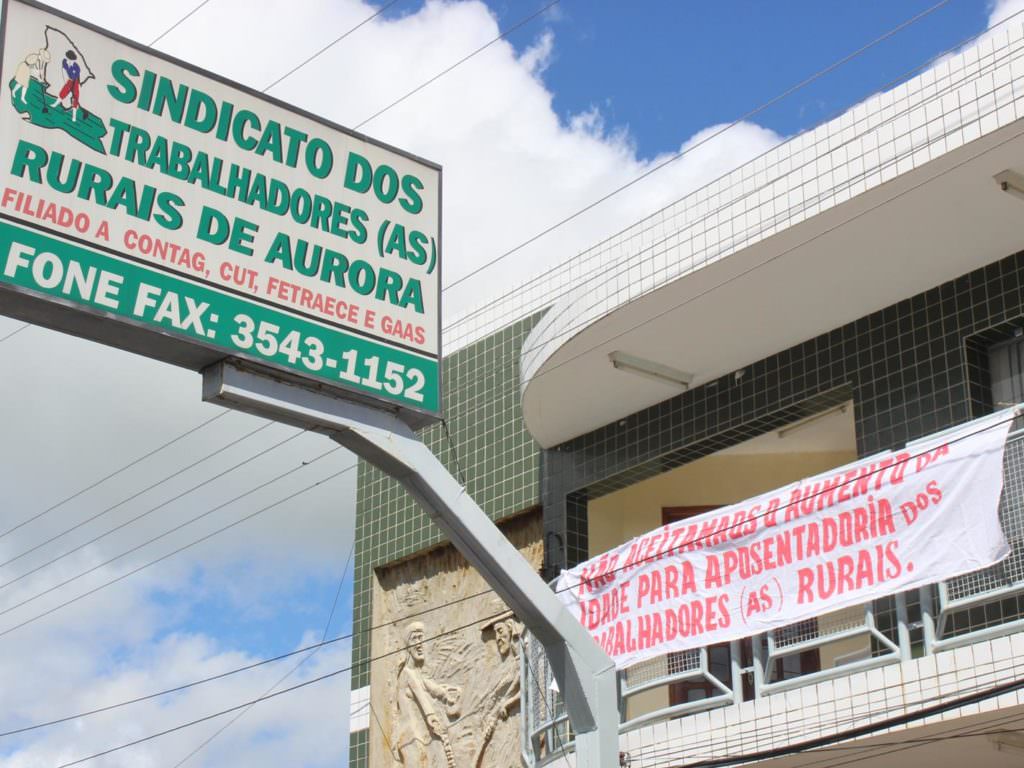 SINDICATO DOS
TRABALHADORES (AS)
RURAIS DE AURORA
FILIADO A CONTAG, CUT, FETRAECE E GAAS
FONE FAX: 3543-1152
NÃO ACEITAMOS O AUMENTO DA
IDADE PARA APOSENTADORIA DOS
TRABALHADORES (AS) RURAIS.